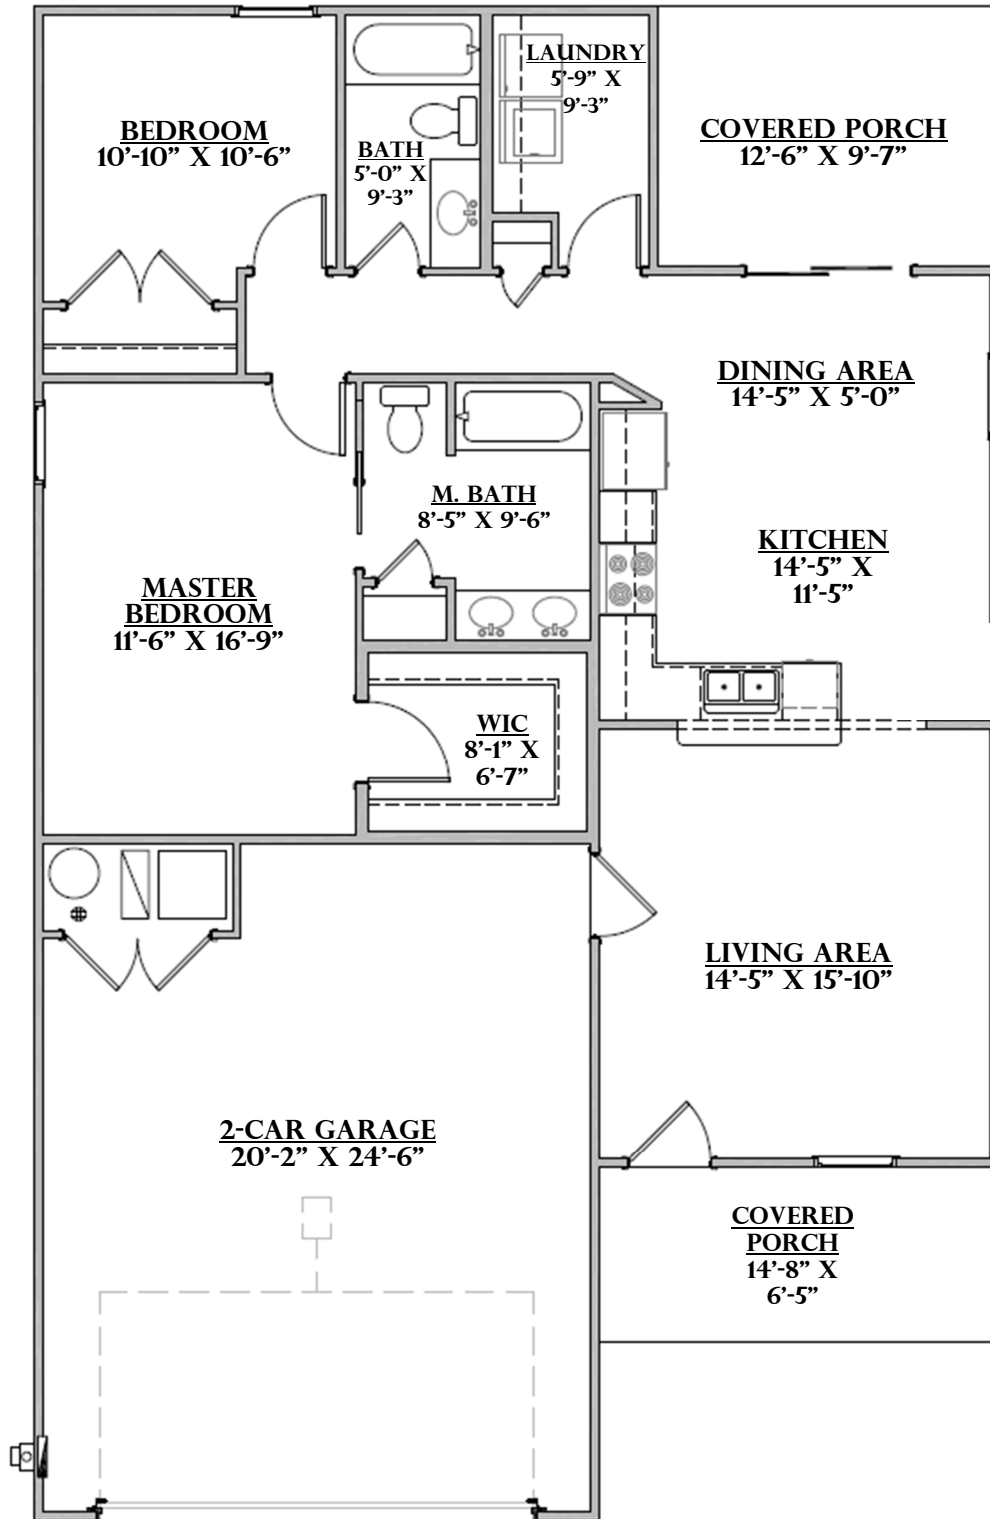 BEDROOM
10'-10" X 10'-6"
BATH
5'-0" X
9'-3"
LAUNDRY
5'-9" X
9'-3"
COVERED PORCH
12'-6" X 9'-7"
DINING AREA
14'-5" X 5'-0"
M. BATH
8'-5" X 9'-6"
KITCHEN
14'-5" X
11'-5"
MASTER
BEDROOM
11'-6" X 16'-9"
WIC
8'-1" X
6'-7"
LIVING AREA
14'-5" X 15'-10"
2-CAR GARAGE
20'-2" X 24'-6"
COVERED
PORCH
14'-8" X
6'-5"